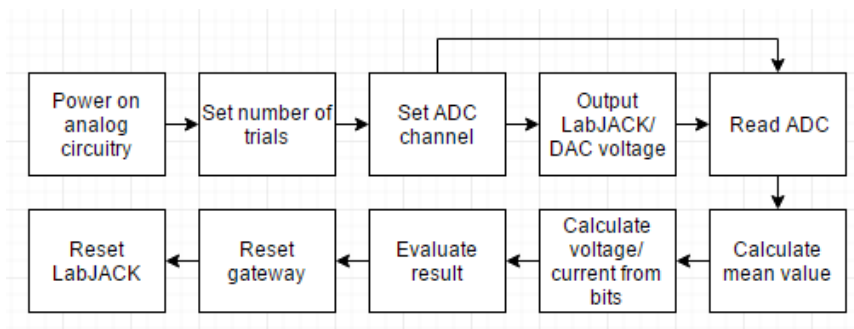 Power on
analog
circuitry
Set number of
trials
Set ADC
channel
Output
LabJACK/
DAC voltage
Read ADC
Reset
LabJACK
Reset
gateway
Evaluate
result
Calculate
voltage/
current from
bits
Calculate
mean value